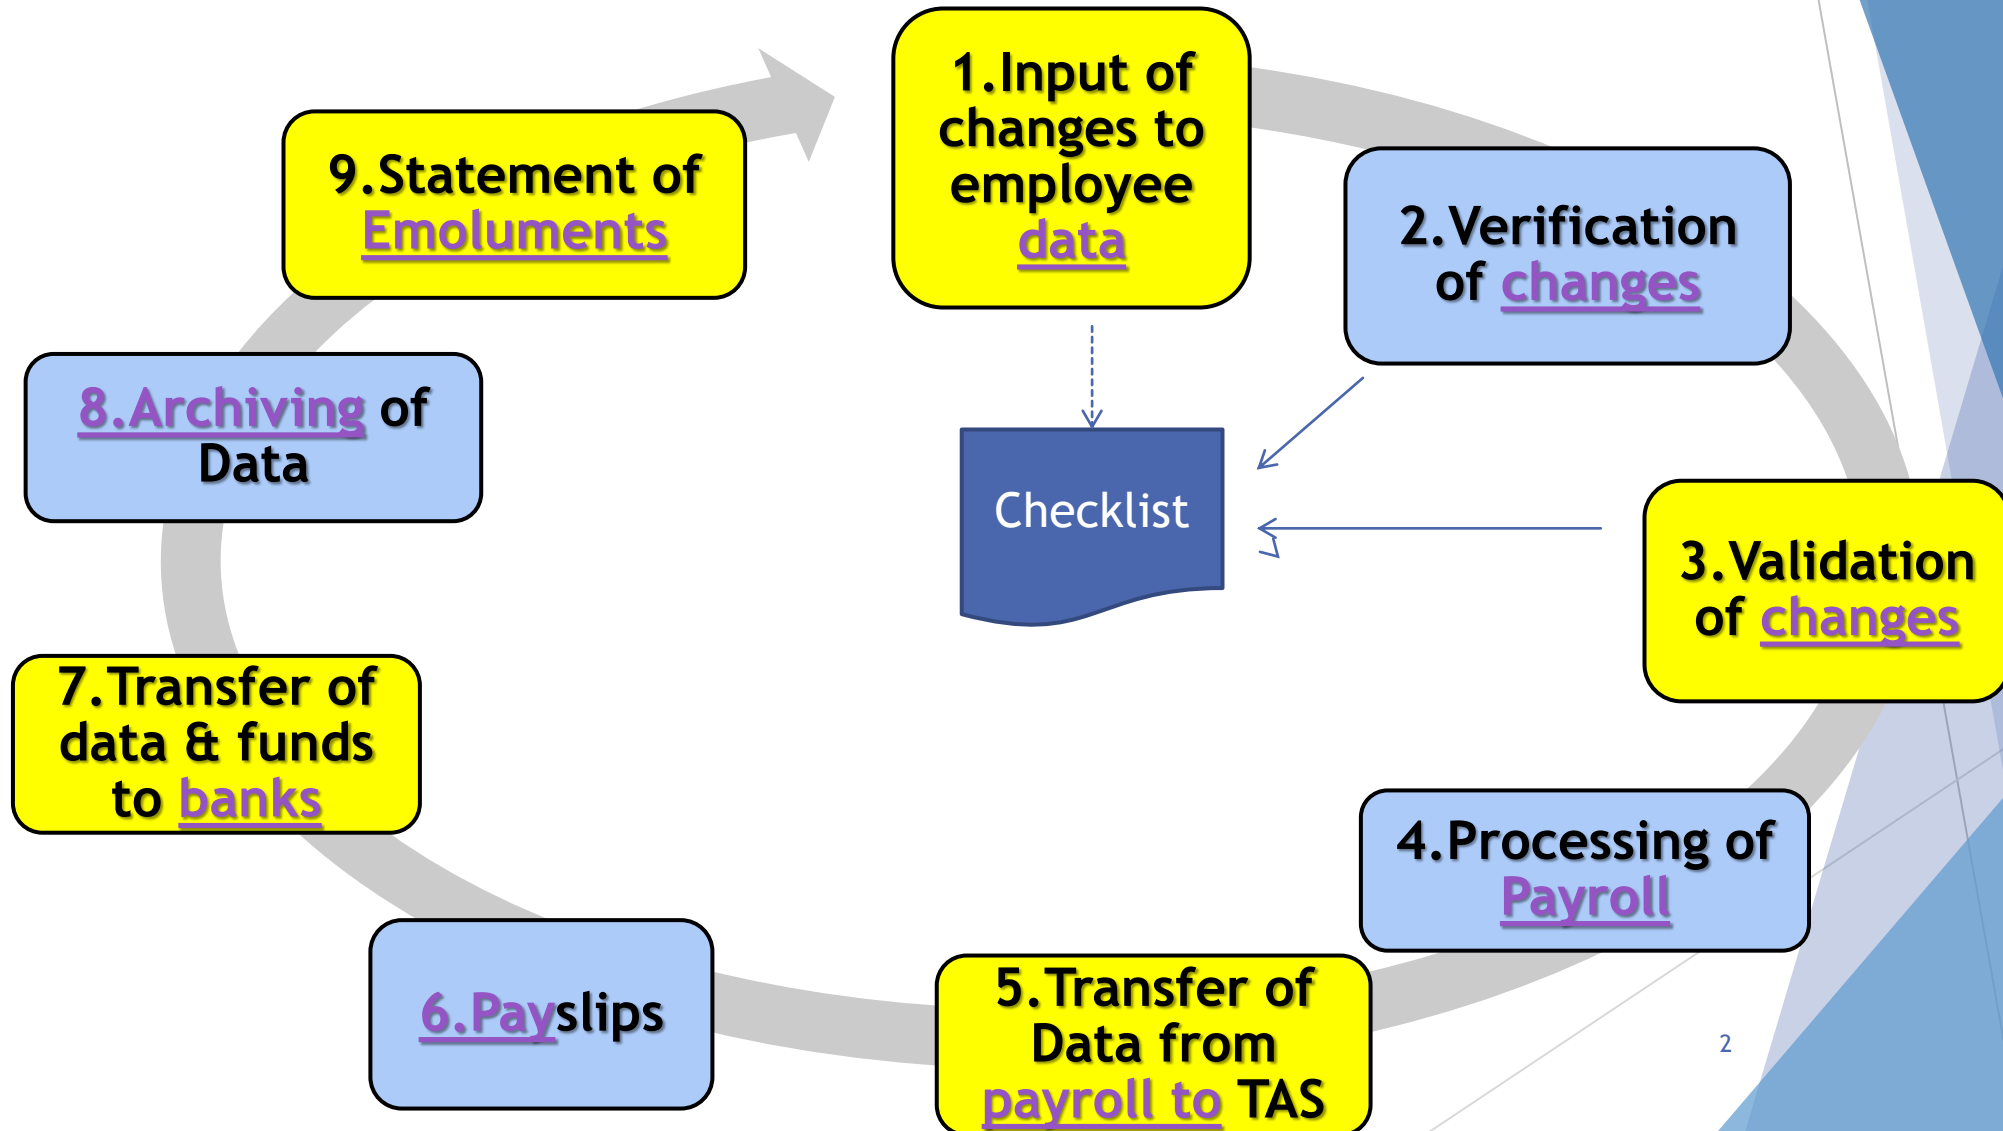 1.Input of
changes to
employee
data
2.Verification
of changes
3.Validation
of changes
4.Processing of
Payroll
5.Transfer of
Data from
payroll to TAS
6.Payslips
7.Transfer of
data & funds
to banks
8.Archiving of
Data
9.Statement of
Emoluments
Checklist
2